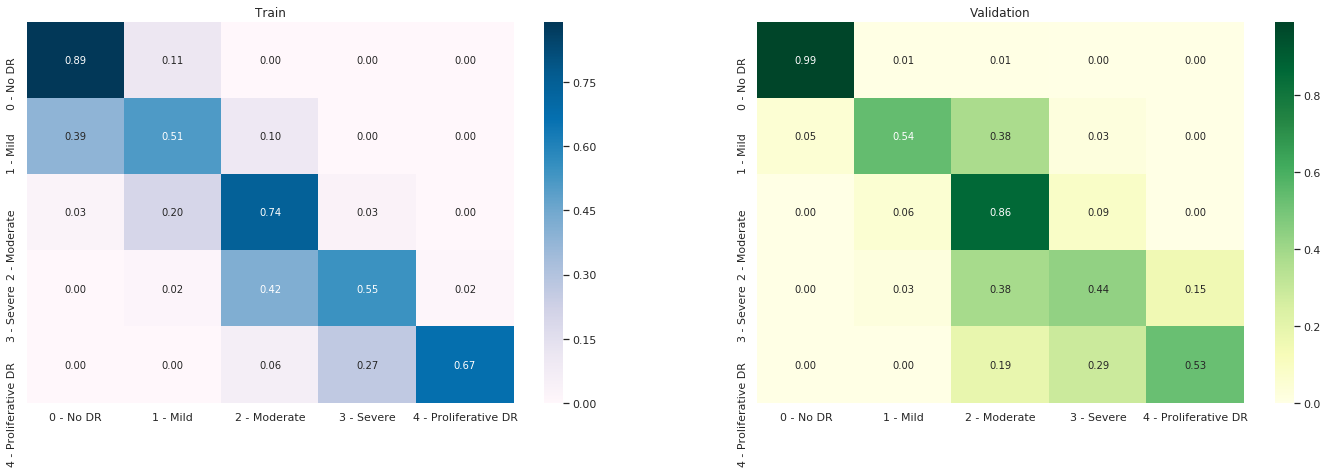 Train
0 - No DR
1 - Mild
2 - Moderate
3 - Severe
4 - Proliferative DR
0.89 0.11 0.00 0.00 0.00
0.39 0.51 0.10 0.00 0.00
0.03 0.20 0.74 0.03 0.00
0.00 0.02 0.42 0.55 0.02
0.00 0.00 0.06 0.27 0.67
0 - No DR 1 - Mild 2 - Moderate 3 - Severe 4 - Proliferative DR
0.75
0.60
0.45
0.30
0.15
0.00
Validation
0 - No DR
1 - Mild
2 - Moderate
3 - Severe
4 - Proliferative DR
0.99 0.01 0.01 0.00 0.00
0.05 0.54 0.38 0.03 0.00
0.00 0.06 0.86 0.09 0.00
0.00 0.03 0.38 0.44 0.15
0.00 0.00 0.19 0.29 0.53
0 - No DR 1 - Mild 2 - Moderate 3 - Severe 4 - Proliferative DR
0.8
0.6
0.4
0.2
0.0